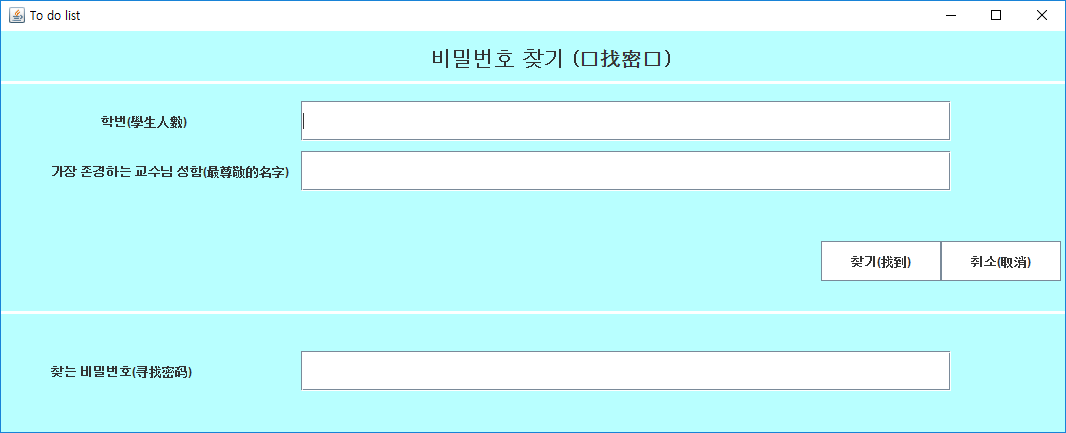 To do list
비밀번호 찾기 (□找密□)
학번(學生人數)
가장 존경하는 교수님 성함(最尊敬的名字)
찾기(找到) 취소(取消)
찾는 비밀번호(寻找密码)